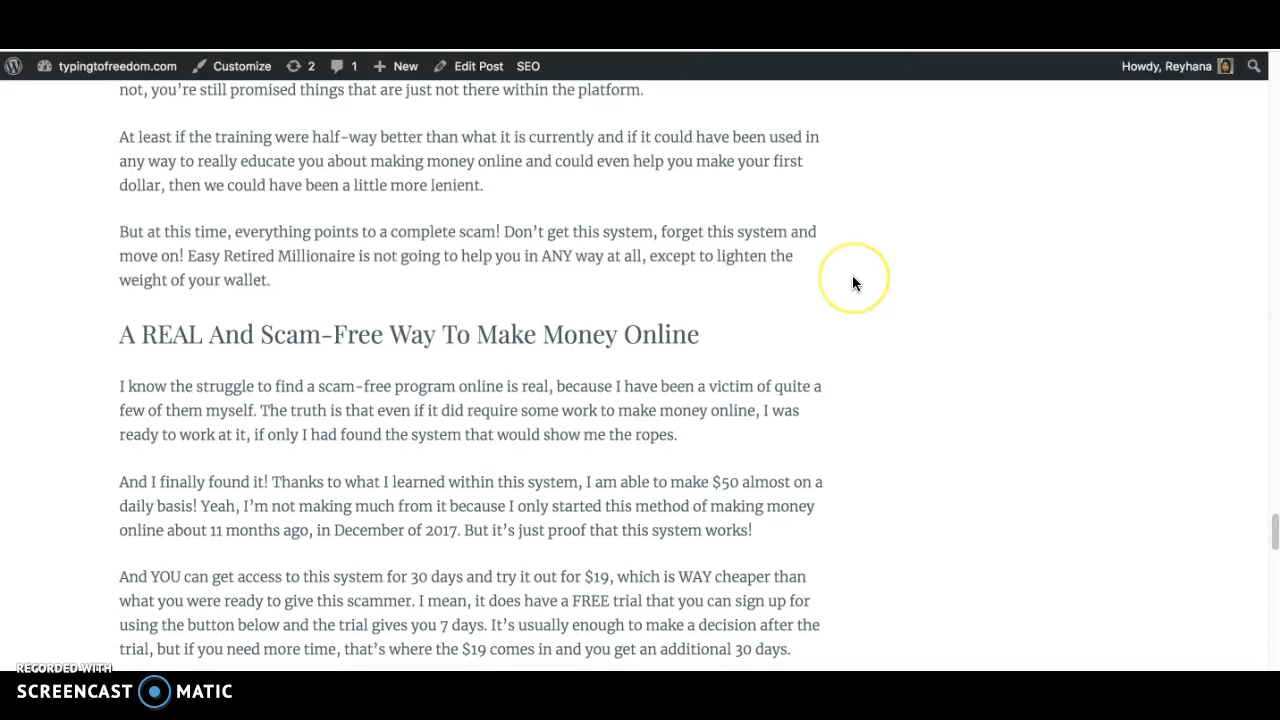 typingtofreedom.com Customize 2 1 New Edit Post SEO Howdy, Reyhana
not, you’re still promised things that are just not there within the platform.
At least if the training were half-way better than what it is currently and if it could have been used in
any way to really educate you about making money online and could even help you make your first
dollar, then we could have been a little more lenient.
But at this time, everything points to a complete scam! Don’t get this system, forget this system and
move on! Easy Retired Millionaire is not going to help you in ANY way at all, except to lighten the
weight of your wallet.
A REAL And Scam-Free Way To Make Money Online
I know the struggle to find a scam-free program online is real, because I have been a victim of quite a
few of them myself. The truth is that even if it did require some work to make money online, I was
ready to work at it, if only I had found the system that would show me the ropes.
And I finally found it! Thanks to what I learned within this system, I am able to make $50 almost on a
daily basis! Yeah, I’m not making much from it because I only started this method of making money
online about 11 months ago, in December of 2017. But it’s just proof that this system works!
And YOU can get access to this system for 30 days and try it out for $19, which is WAY cheaper than
what you were ready to give this scammer. I mean, it does have a FREE trial that you can sign up for
using the button below and the trial gives you 7 days. It’s usually enough to make a decision after the
trial, but if you need more time, that’s where the $19 comes in and you get an additional 30 days.
RECORDED WITH
SCREENCAST MATIC